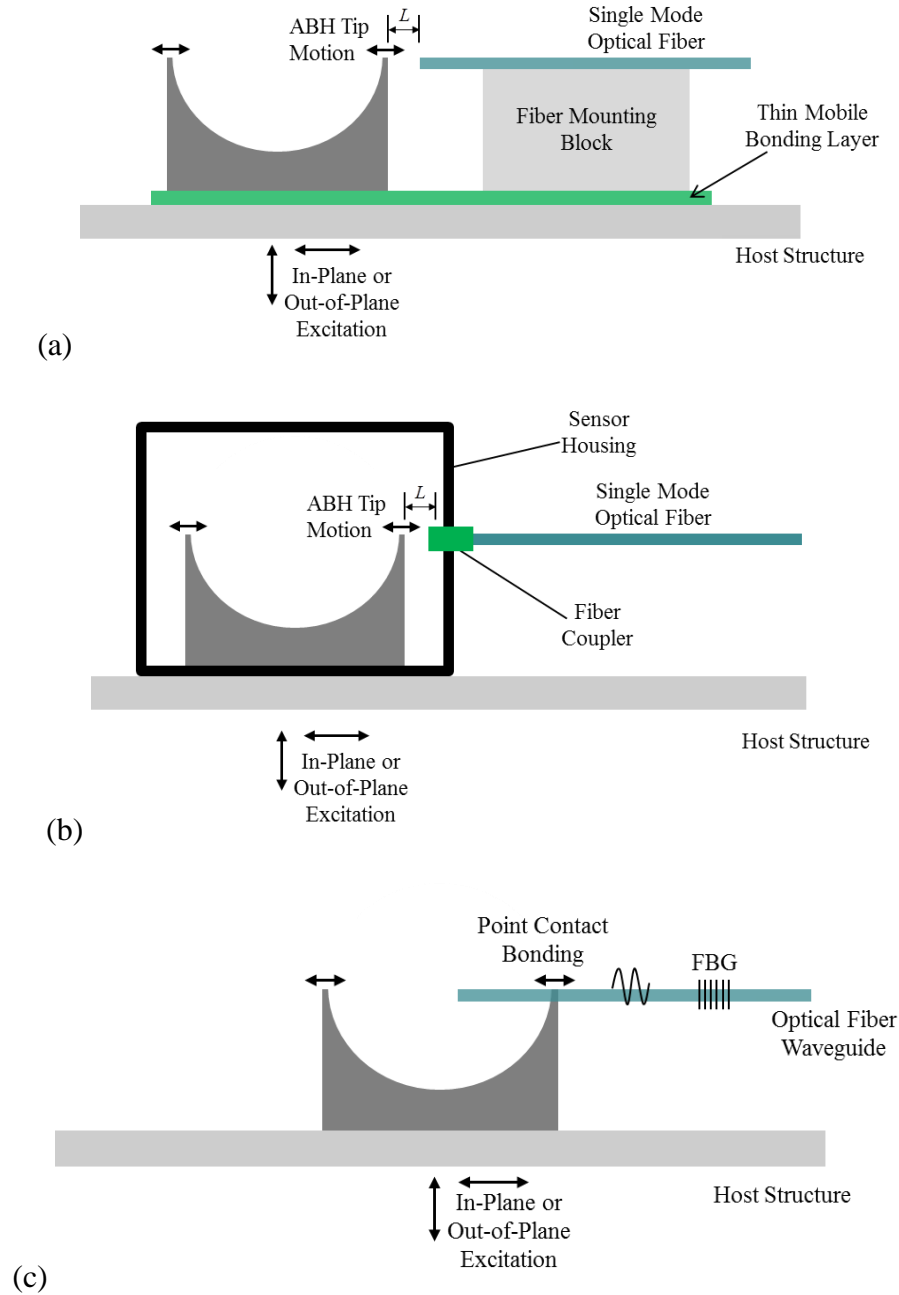 ABH Tip
Motion
L
Single Mode
Optical Fiber
Fiber Mounting
Block
Thin Mobile
Bonding Layer
Host Structure
In-Plane or
Out-of-Plane
Excitation
(a)
Sensor
Housing
ABH Tip
Motion
L
Single Mode
Optical Fiber
Fiber
Coupler
Host Structure
In-Plane or
Out-of-Plane
Excitation
(b)
Point Contact
Bonding
FBG
Optical Fiber
Waveguide
Host Structure
In-Plane or
Out-of-Plane
Excitation
(c)